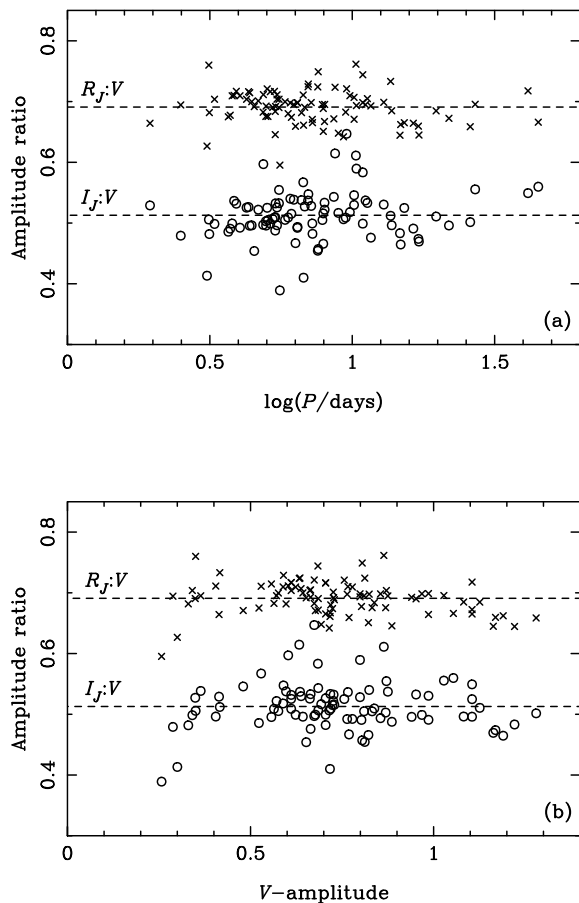 0.8
R_J:V
0.6
I_J:V
0.4
Amplitude ratio
(a)
0 0.5 1 1.5
log(P/days)
0.8
R_J:V
0.6
I_J:V
0.4
Amplitude ratio
(b)
0 0.5 1
V-amplitude